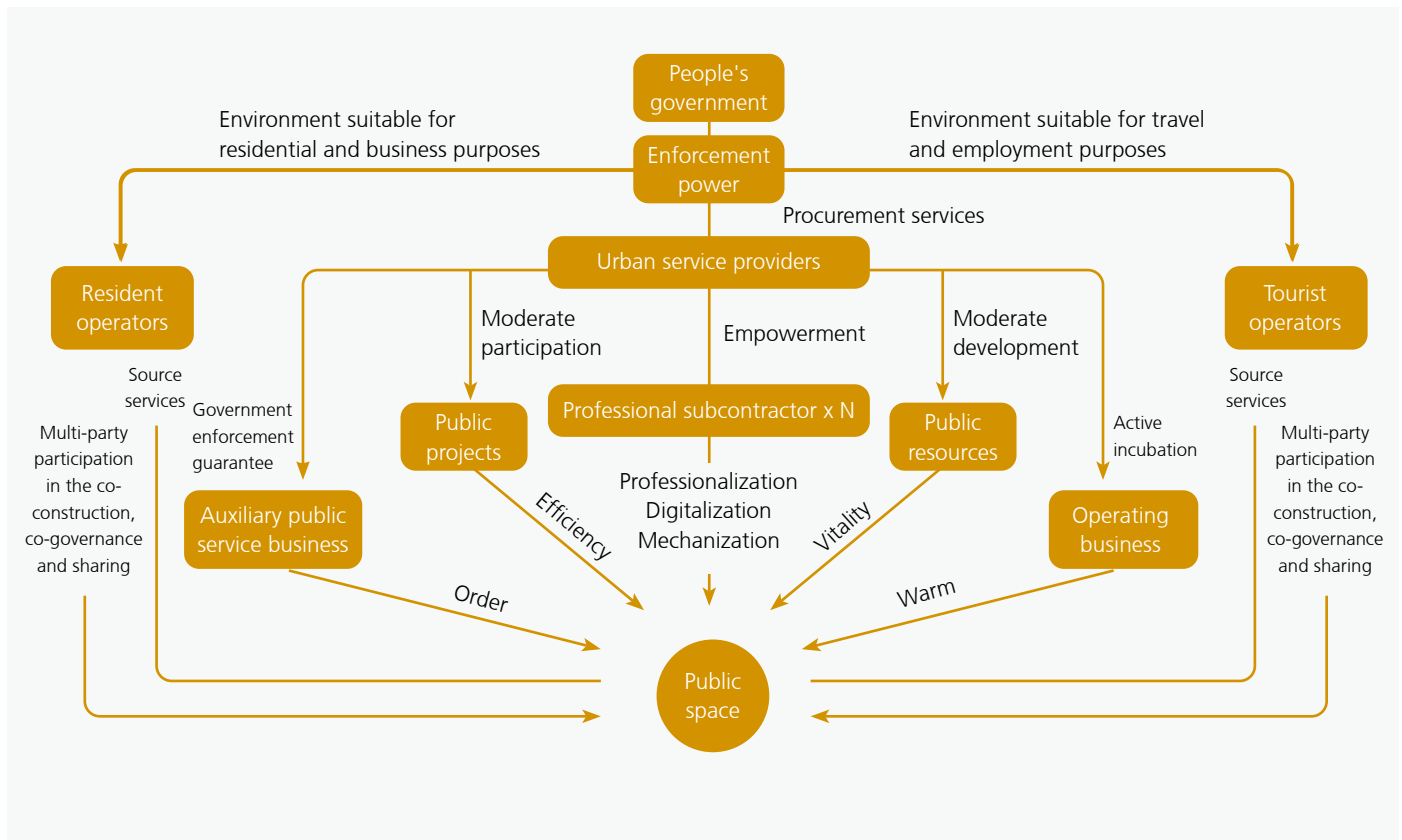 People's
government
Environment suitable for
residential and business purposes
Environment suitable for travel
and employment purposes
Enforcement
power
Procurement services
Urban service providers
Resident
operators
Tourist
operators
Moderate
participation
Empowerment
Moderate
development
Source
services
Source
services
Government
enforcement
guarantee
Public
projects
Professional subcontractor x N
Public
resources
Active
incubation
Multi-party
participation
in the co-
construction,
co-governance
and sharing
Multi-party
participation
in the co-
construction,
co-governance
and sharing
Auxiliary public
service business
Efficiency
Professionalization
Digitalization
Mechanization
Vitality
Operating
business
Order
Warm
Public
space